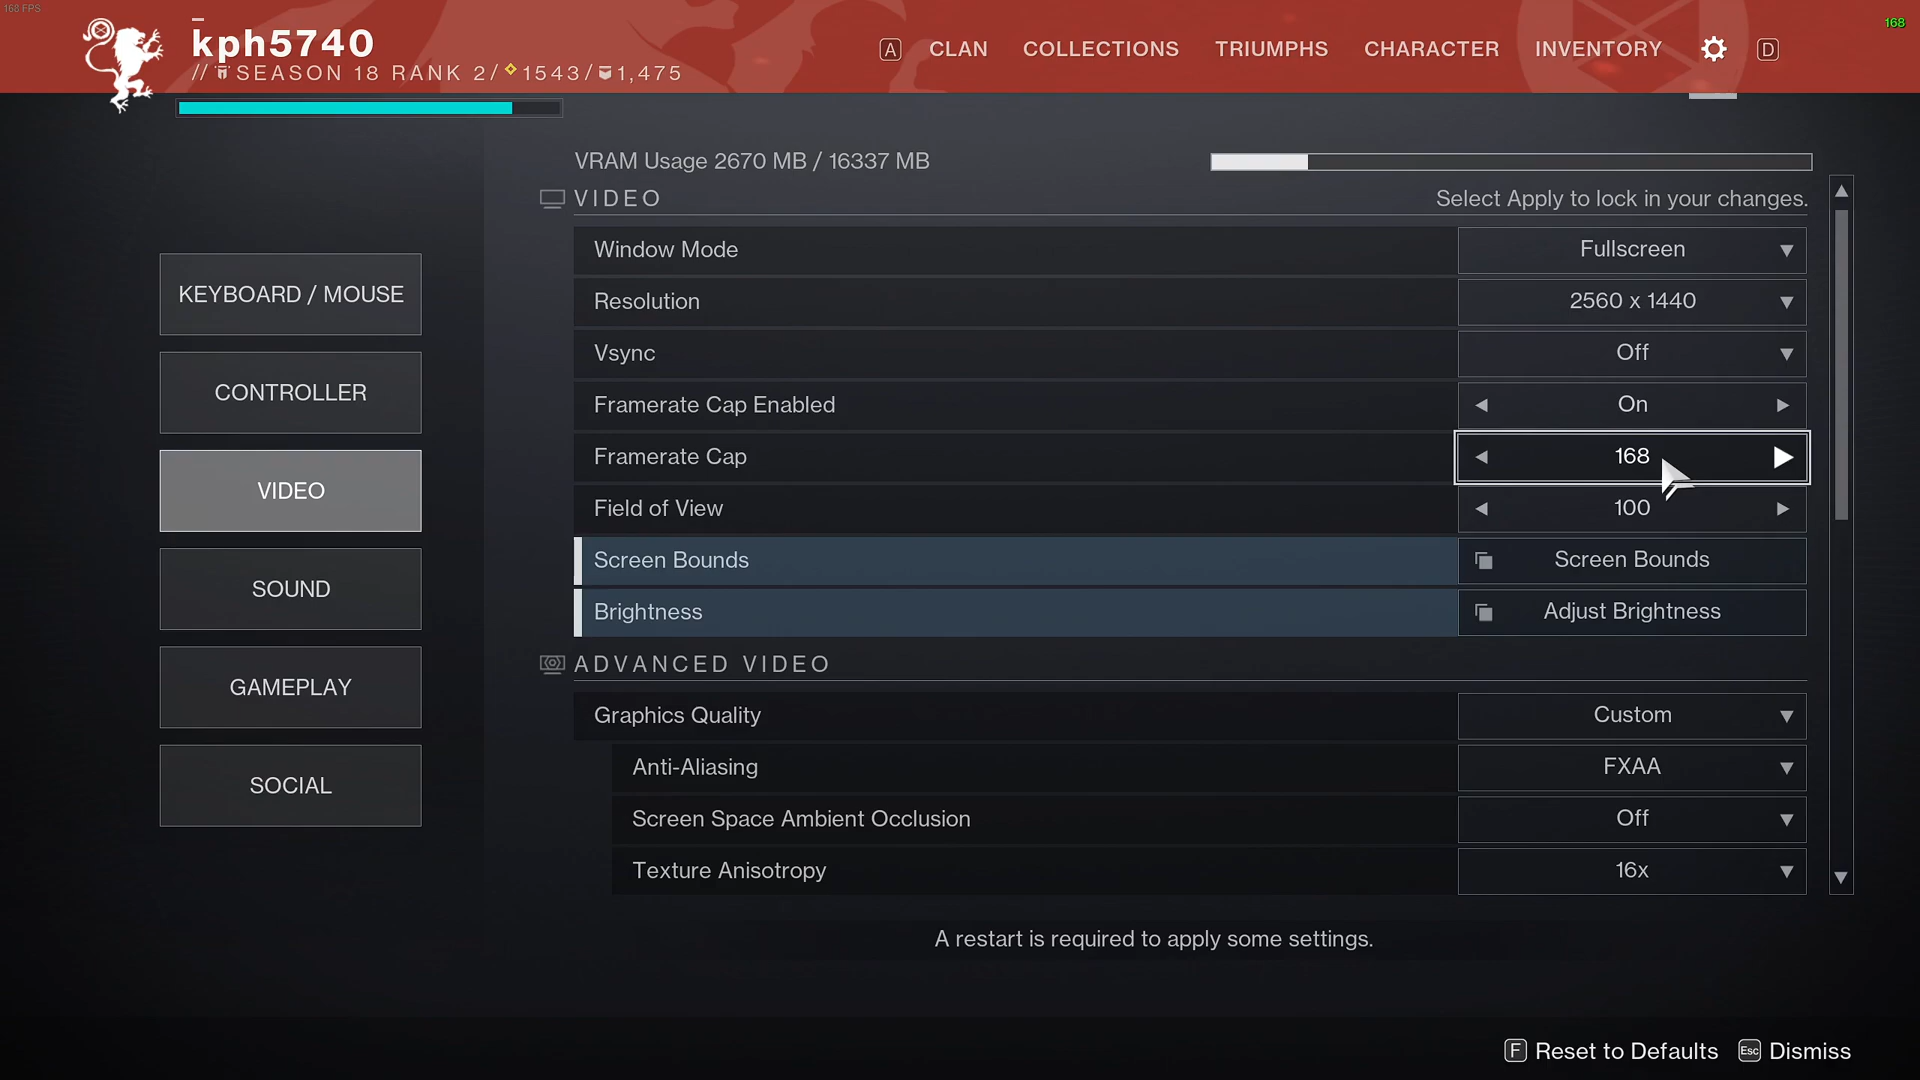 168 FPS
168
kph5740
// SEASON 18 RANK 2/ 1543/ 1,475
A CLAN COLLECTIONS TRIUMPHS CHARACTER INVENTORY D
VRAM Usage 2670 MB / 16337 MB
VIDEO Select Apply to lock in your changes.
Window Mode Fullscreen
Resolution 2560 x 1440
Vsync Off
Framerate Cap Enabled On
Framerate Cap 168
Field of View 100
Screen Bounds Screen Bounds
Brightness Adjust Brightness
ADVANCED VIDEO
Graphics Quality Custom
Anti-Aliasing FXAA
Screen Space Ambient Occlusion Off
Texture Anisotropy 16x
KEYBOARD / MOUSE
CONTROLLER
VIDEO
SOUND
GAMEPLAY
SOCIAL
A restart is required to apply some settings.
F Reset to Defaults Esc Dismiss